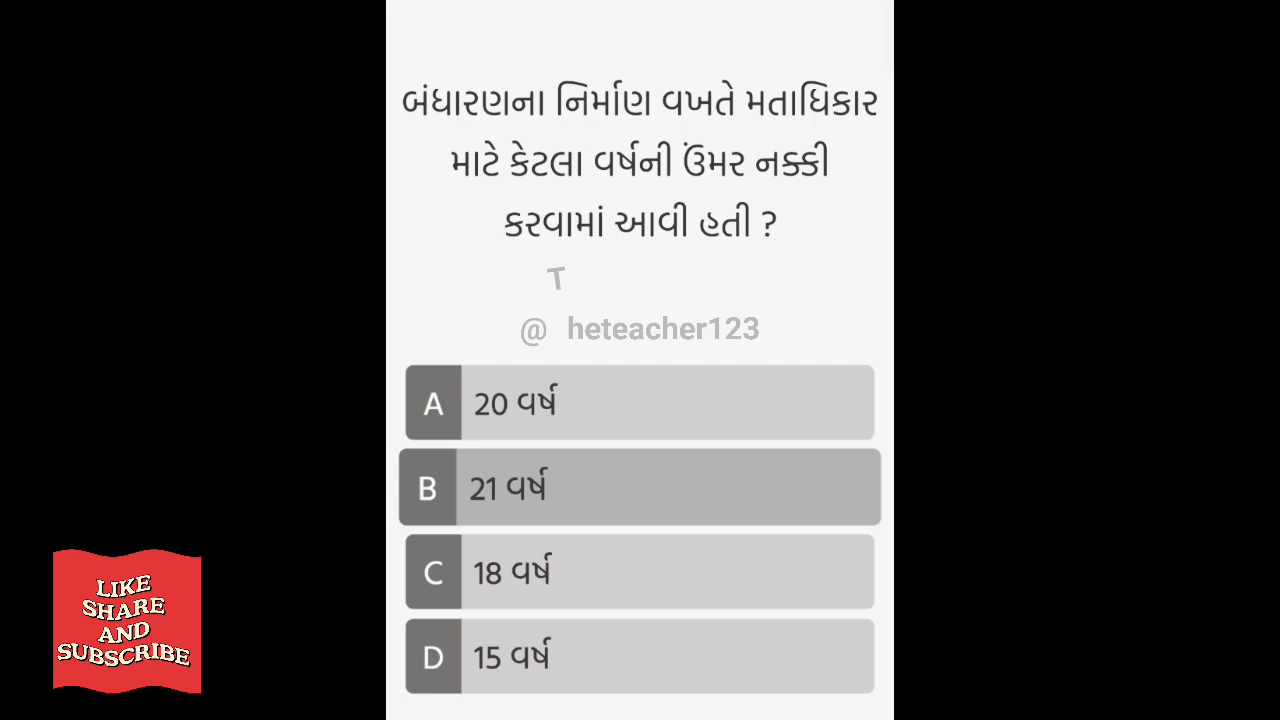 બંધારણના નિર્માણ વખતે મતાધિકાર
માટે કેટલા વર્ષની ઉંમર નક્કી
કરવામાં આવી હતી ?
T
@ heteacher123
A 20 વર્ષ
B 21 વર્ષ
C 18 વર્ષ
D 15 વર્ષ
LIKE
SHARE
AND
SUBSCRIBE